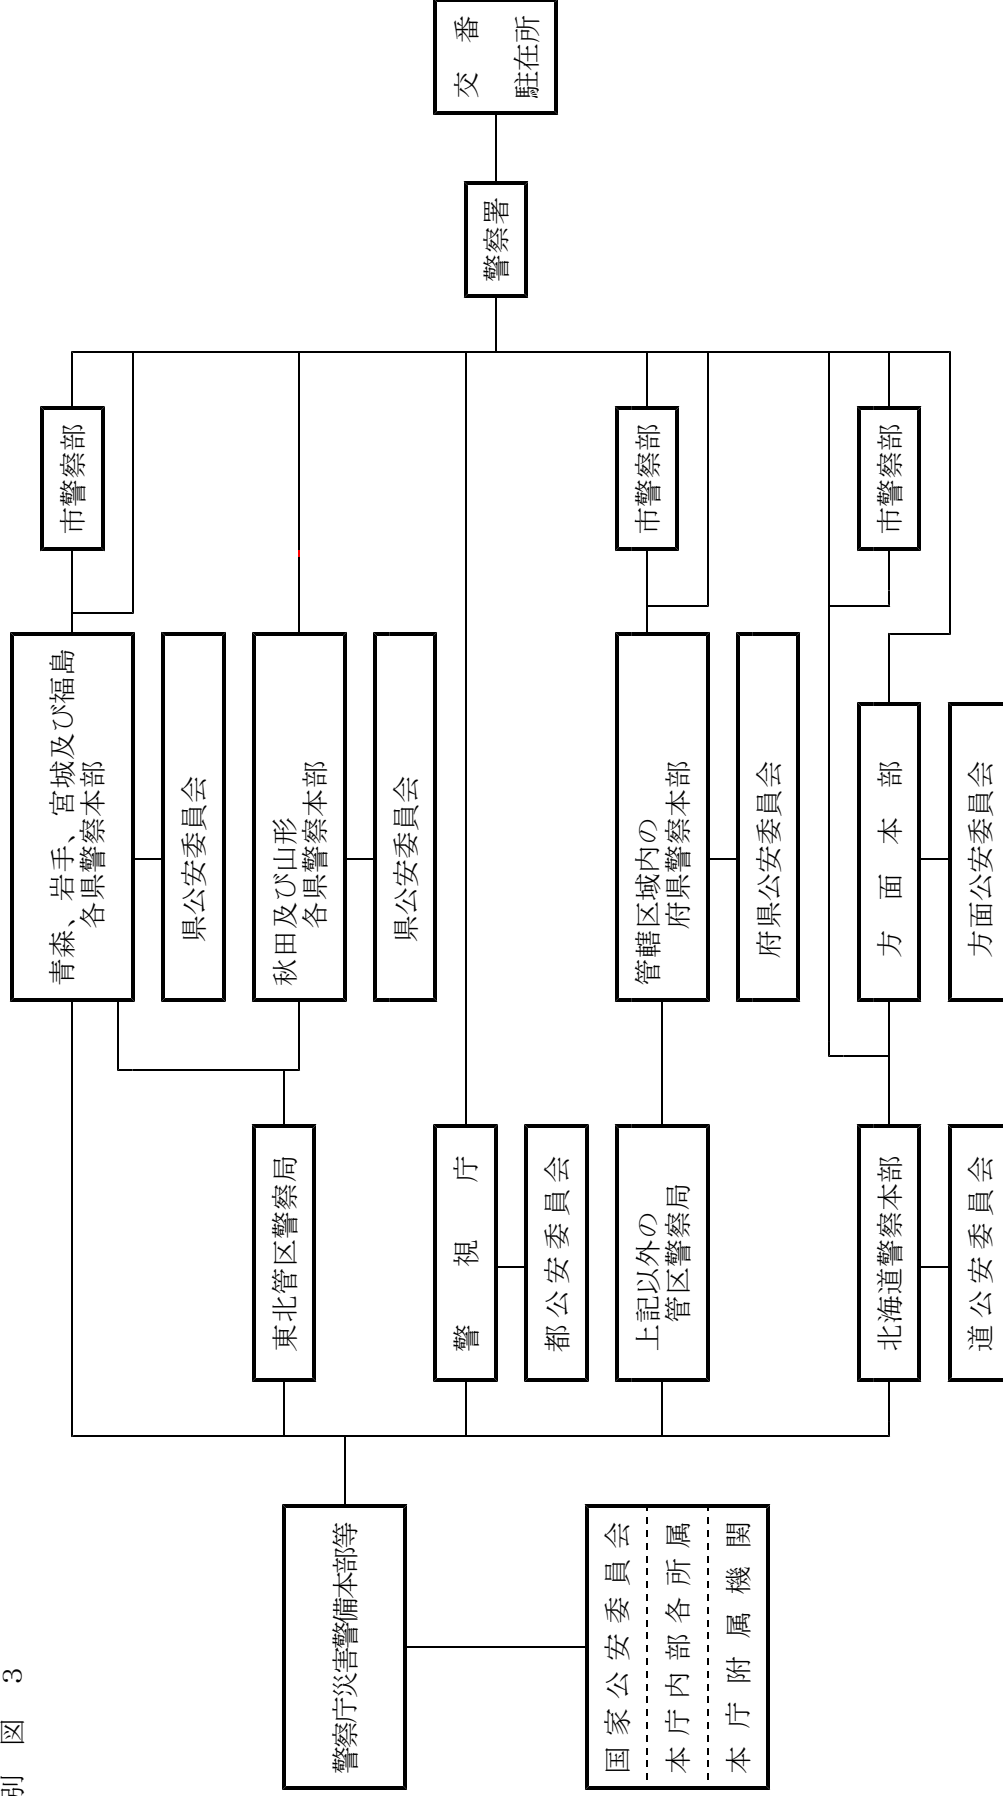 別図 3
警察庁災害警備本部等
国家公安委員会
本庁内部各所属
本庁附属機関
東北管区警察局
警視庁
都公安委員会
上記以外の
管区警察局
北海道警察本部
道公安委員会
青森、岩手、宮城及び福島
各県警察本部
県公安委員会
秋田及び山形
各県警察本部
県公安委員会
管轄区域内の
府県警察本部
府県公安委員会
方面本部
方面公安委員会
市警察部
市警察部
市警察部
警察署
交番
駐在所